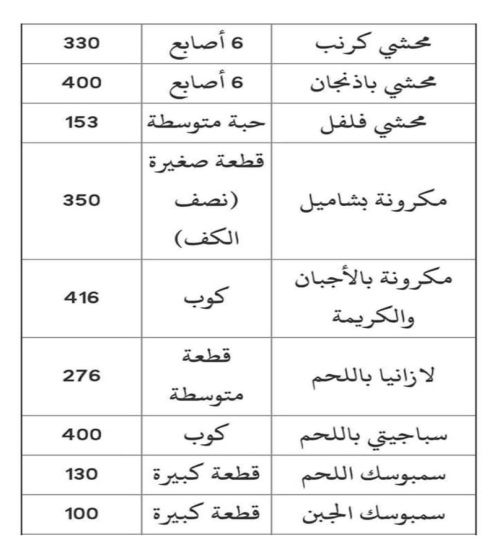 محشي كرنب 6 أصابع 330
محشي باذنجان 6 أصابع 400
محشي فلفل حبة متوسطة 153
مكرونة بشاميل قطعة صغيرة (نصف الكف) 350
مكرونة بالأجبان والكريمة كوب 416
لازانيا باللحم قطعة متوسطة 276
سباجيتي باللحم كوب 400
سمبوسك اللحم قطعة كبيرة 130
سمبوسك الجبن قطعة كبيرة 100